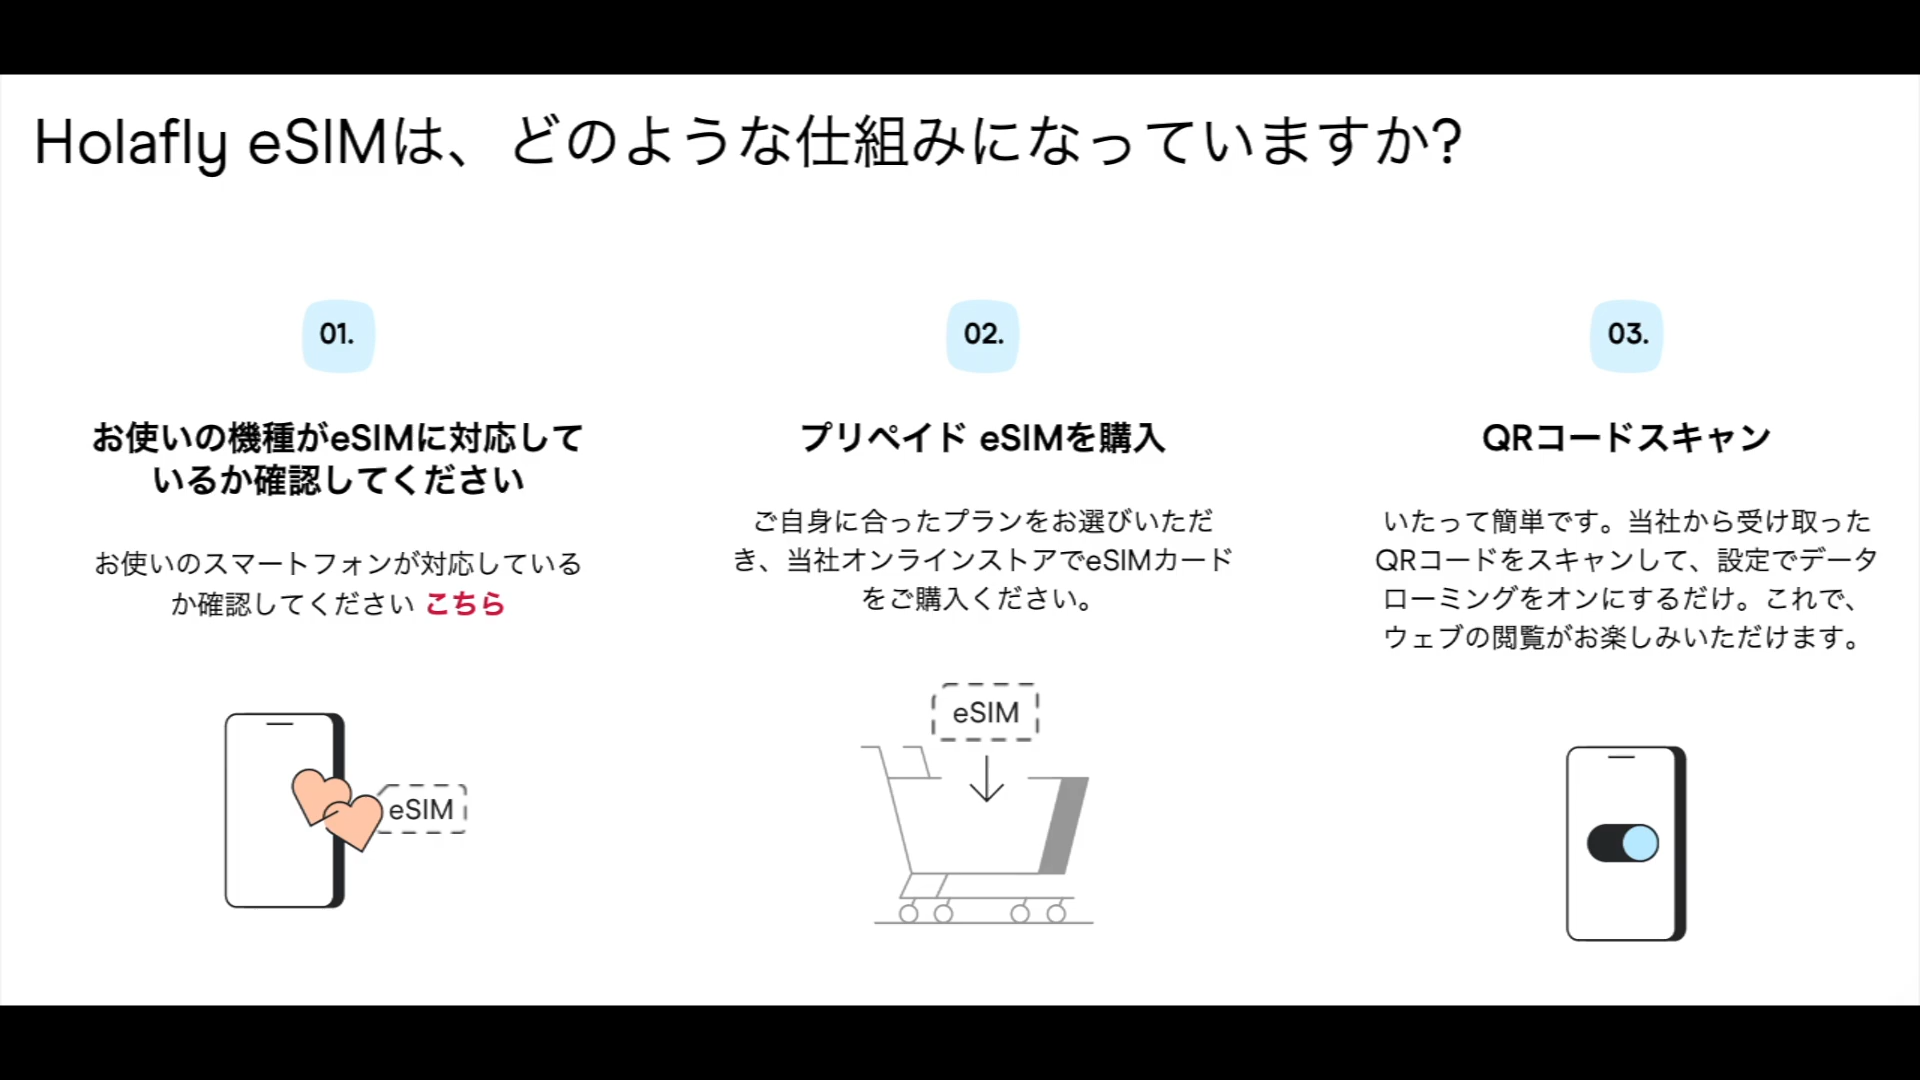 Holafly eSIMは、どのような仕組みになっていますか?
01.
お使いの機種がeSIMに対応して
いるか確認してください
お使いのスマートフォンが対応している
か確認してください こちら
eSIM
02.
プリペイド eSIMを購入
ご自身に合ったプランをお選びいただ
き、当社オンラインストアでeSIMカード
をご購入ください。
eSIM
03.
QRコードスキャン
いたって簡単です。当社から受け取った
QRコードをスキャンして、設定でデータ
ローミングをオンにするだけ。これで、
ウェブの閲覧がお楽しみいただけます。